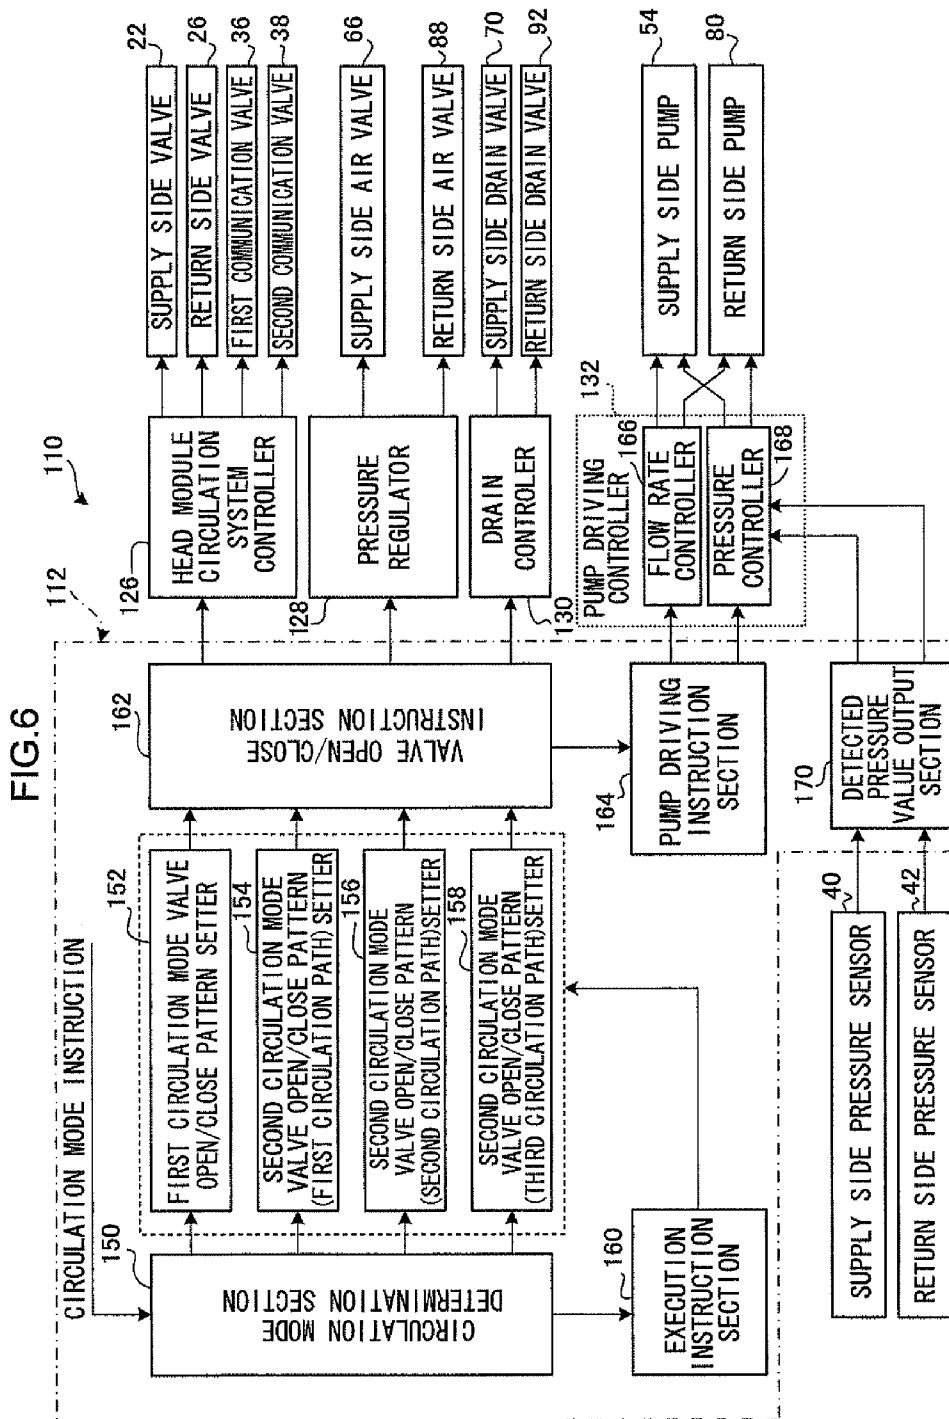 FIG.6
110
112
CIRCULATION MODE INSTRUCTION
150
CIRCULATION MODE
DETERMINATION SECTION
152
FIRST CIRCULATION MODE VALVE
OPEN/CLOSE PATTERN SETTER
154
SECOND CIRCULATION MODE
VALVE OPEN/CLOSE PATTERN
(FIRST CIRCULATION PATH)SETTER
156
SECOND CIRCULATION MODE
VALVE OPEN/CLOSE PATTERN
(SECOND CIRCULATION PATH)SETTER
158
SECOND CIRCULATION MODE
VALVE OPEN/CLOSE PATTERN
(THIRD CIRCULATION PATH)SETTER
160
EXECUTION
INSTRUCTION
SECTION
162
VALVE OPEN/CLOSE
INSTRUCTION SECTION
164
PUMP DRIVING
INSTRUCTION
SECTION
126
HEAD MODULE
CIRCULATION
SYSTEM
CONTROLLER
128
PRESSURE
REGULATOR
130
DRAIN
CONTROLER
132
PUMP DRIVING
CONTROLLER
166
FLOW RATE
CONTROLLER
168
PRESSURE
CONTROLLER
SUPPLY SIDE VALVE
22
RETURN SIDE VALVE
26
FIRST COMMUNICATION VALVE
36
SECOND COMMUNICATION VALVE
38
SUPPLY SIDE AIR VALVE
66
RETURN SIDE AIR VALVE
88
SUPPLY SIDE DRAIN VALVE
70
RETURN SIDE DRAIN VALVE
92
SUPPLY SIDE PUMP
54
RETURN SIDE PUMP
80
SUPPLY SIDE PRESSURE SENSOR
40
RETURN SIDE PRESSURE SENSOR
42
170
DETECTED
PRESSURE
VALUE OUTPUT
SECTION